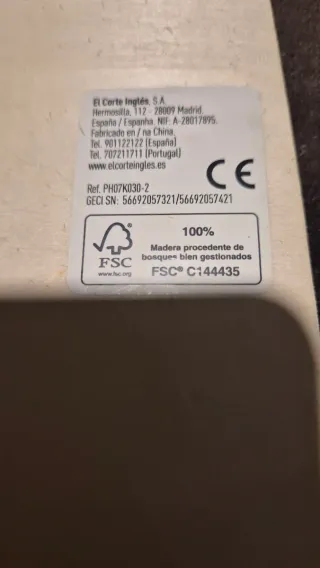 El Corte Inglés, S.A.
Hermosilla, 112 - 28009 Madrid.
España / Espanha. NIF: A-28017895.
Fabricado en / na China.
Tel. 901122122 (España)
Tel. 707211711 (Portugal)
www.elcorteingles.es
CE
Ref. PH07K030-2
GECI SN: 56692057321/56692057421
FSC
www.fsc.org
100%
Madera procedente de
bosques bien gestionados
FSC® C144435